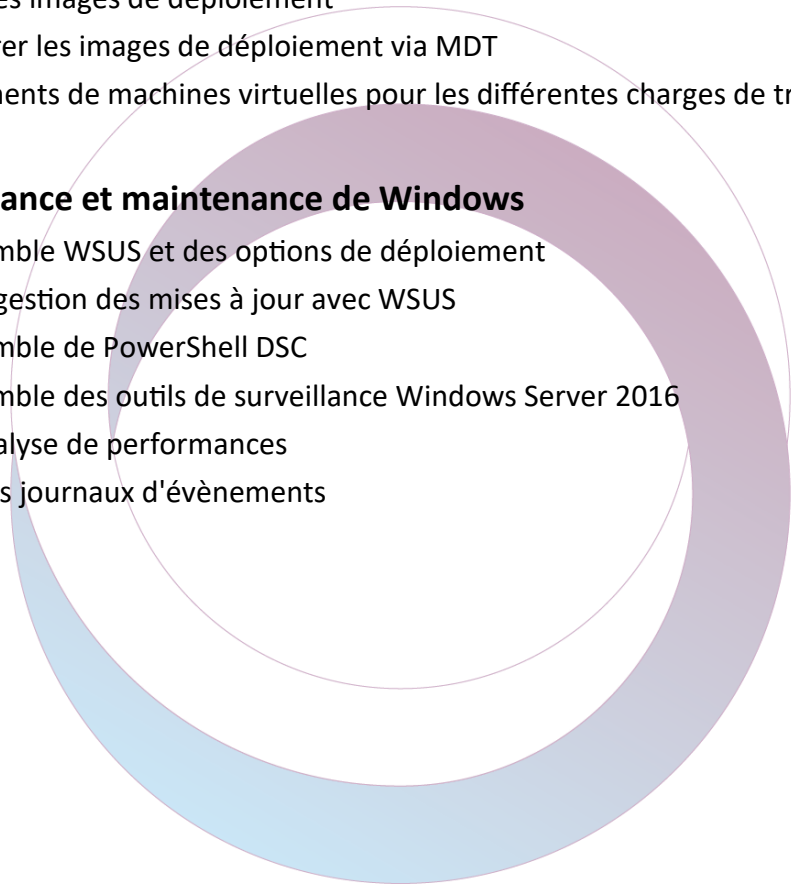 es images de déploiement
rer les images de déploiement via MDT
nents de machines virtuelles pour les différentes charges de tr
ance et maintenance de Windows
mble WSUS et des options de déploiement
gestion des mises à jour avec WSUS
mble de PowerShell DSC
mble des outils de surveillance Windows Server 2016
alyse de performances
s journaux d'évènements